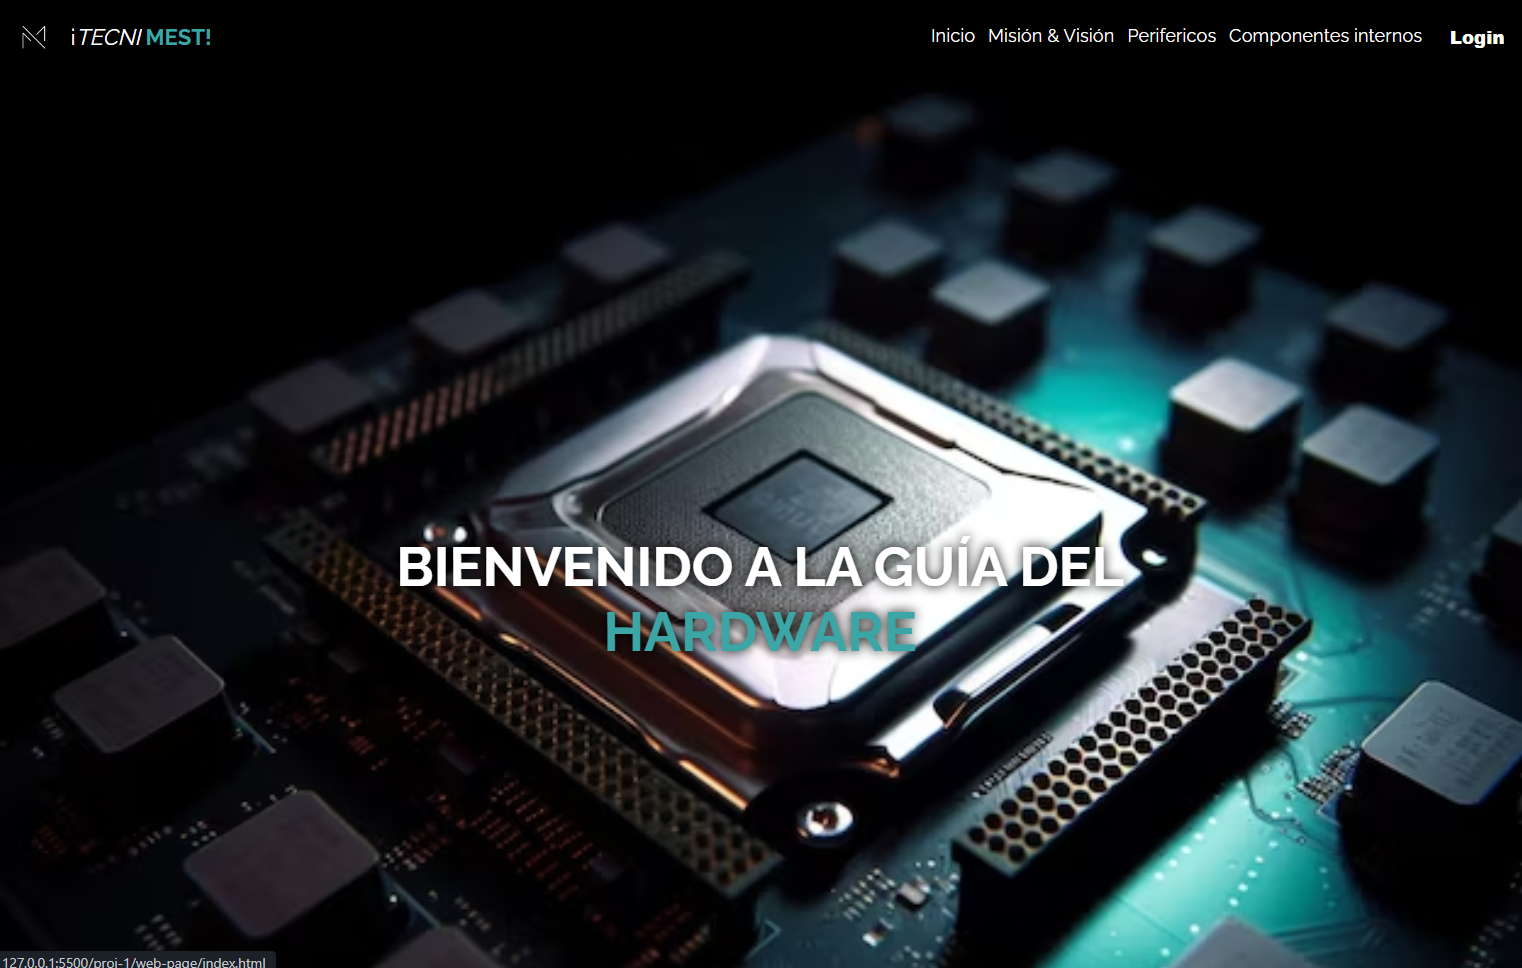 ¡TECNI MEST!
Inicio Misión & Visión Perifericos Componentes internos Login
BIENVENIDO A LA GUÍA DEL
HARDWARE
127.0.0.1:5500/proj-1/web-page/index.html